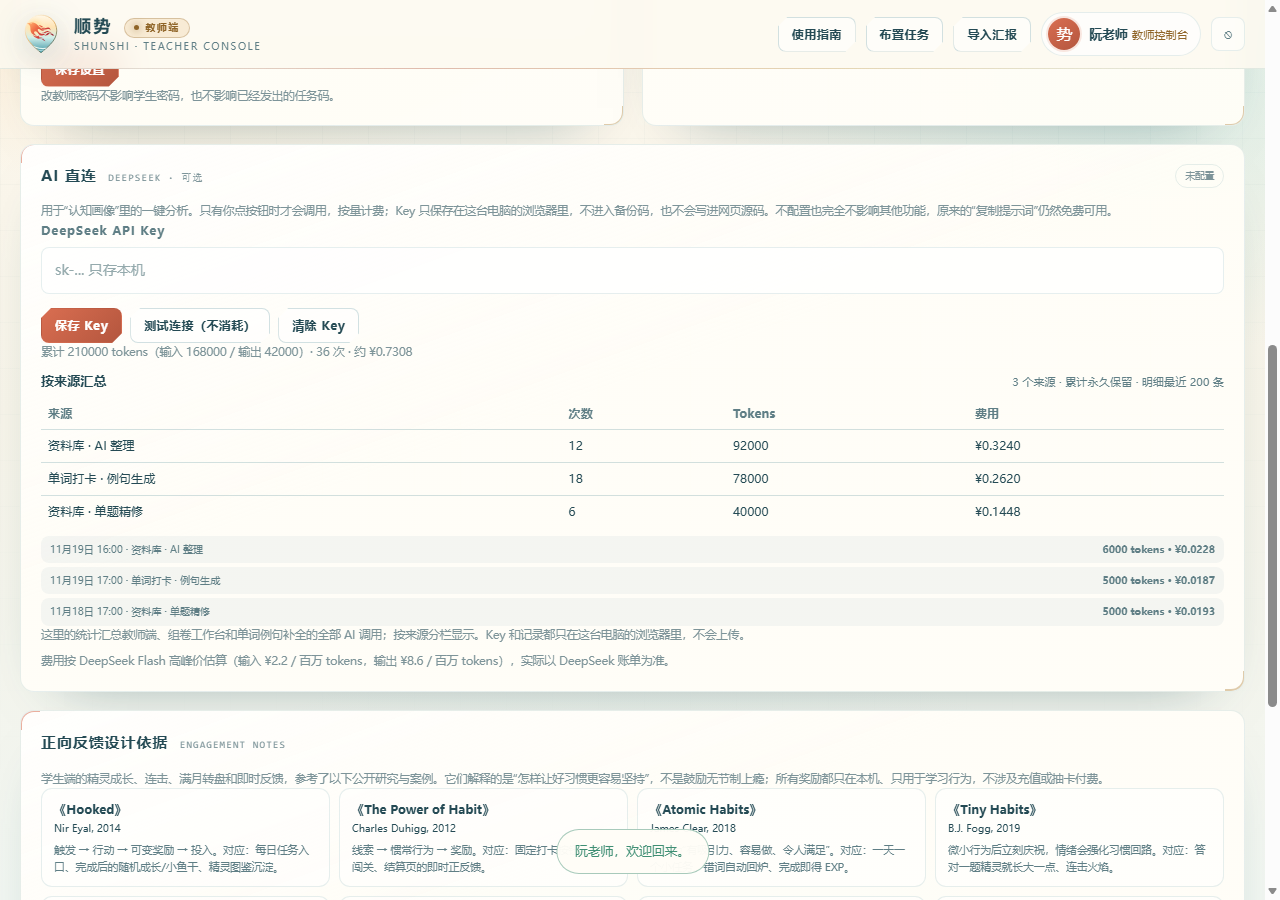 顺势
教师端
SHUNSHI · TEACHER CONSOLE
使用指南
布置任务
导入汇报
势
阮老师 教师控制台
保存设置
改教师密码不影响学生密码，也不影响已经发出的任务码。
AI 直连
DEEPSEEK · 可选
未配置
用于“认知画像”里的一键分析。只有你点按钮时才会调用，按量计费；Key 只保存在这台电脑的浏览器里，不进入备份码，也不会写进网页源码。不配置也完全不影响其他功能，原来的“复制提示词”仍然免费可用。
DeepSeek API Key
sk-... 只存本机
保存 Key
测试连接（不消耗）
清除 Key
累计 210000 tokens（输入 168000 / 输出 42000）· 36 次 · 约 ¥0.7308
按来源汇总
3 个来源 · 累计永久保留 · 明细最近 200 条
来源 次数 Tokens 费用
资料库 · AI 整理 12 92000 ¥0.3240
单词打卡 · 例句生成 18 78000 ¥0.2620
资料库 · 单题精修 6 40000 ¥0.1448
11月19日 16:00 · 资料库 · AI 整理 6000 tokens • ¥0.0228
11月19日 17:00 · 单词打卡 · 例句生成 5000 tokens • ¥0.0187
11月18日 17:00 · 资料库 · 单题精修 5000 tokens • ¥0.0193
这里的统计汇总教师端、组卷工作台和单词例句补全的全部 AI 调用；按来源分栏显示。Key 和记录都只在这台电脑的浏览器里，不会上传。
费用按 DeepSeek Flash 高峰价估算（输入 ¥2.2 / 百万 tokens，输出 ¥8.6 / 百万 tokens），实际以 DeepSeek 账单为准。
正向反馈设计依据
ENGAGEMENT NOTES
学生端的精灵成长、连击、满月转盘和即时反馈，参考了以下公开研究与案例。它们解释的是“怎样让好习惯更容易坚持”，不是鼓励无节制上瘾；所有奖励都只在本机、只用于学习行为，不涉及充值或抽卡付费。
《Hooked》
Nir Eyal, 2014
触发 → 行动 → 可变奖励 → 投入。对应：每日任务入
口、完成后的随机成长/小鱼干、精灵图鉴沉淀。
《The Power of Habit》
Charles Duhigg, 2012
线索 → 惯常行为 → 奖励。对应：固定打卡
闯关、结算页的即时正反馈。
《Atomic Habits》
James Clear, 2018
引力、容易做、令人满足”。对应：一天一
错词自动回炉、完成即得 EXP。
《Tiny Habits》
B.J. Fogg, 2019
微小行为后立刻庆祝，情绪会强化习惯回路。对应：答
对一题精灵就长大一点、连击火焰。
阮老师，欢迎回来。